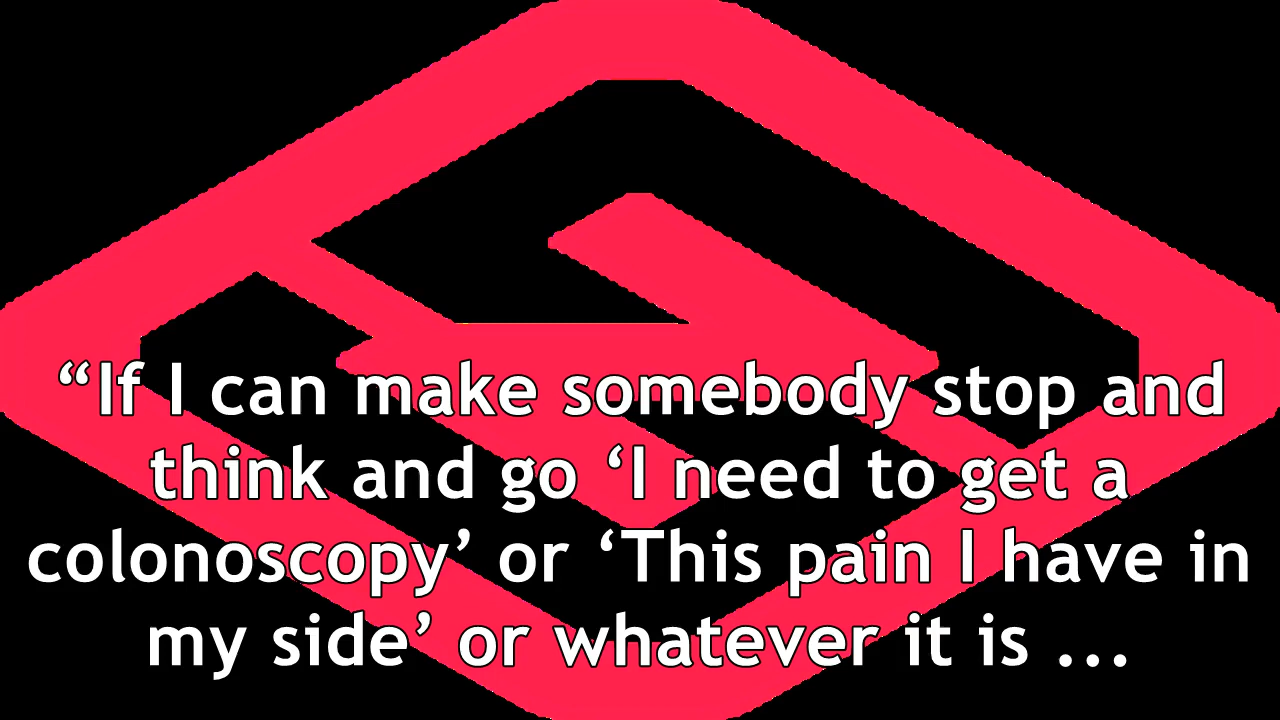 “If I can make somebody stop and
think and go ‘I need to get a
colonoscopy’ or ‘This pain I have in
my side’ or whatever it is ...